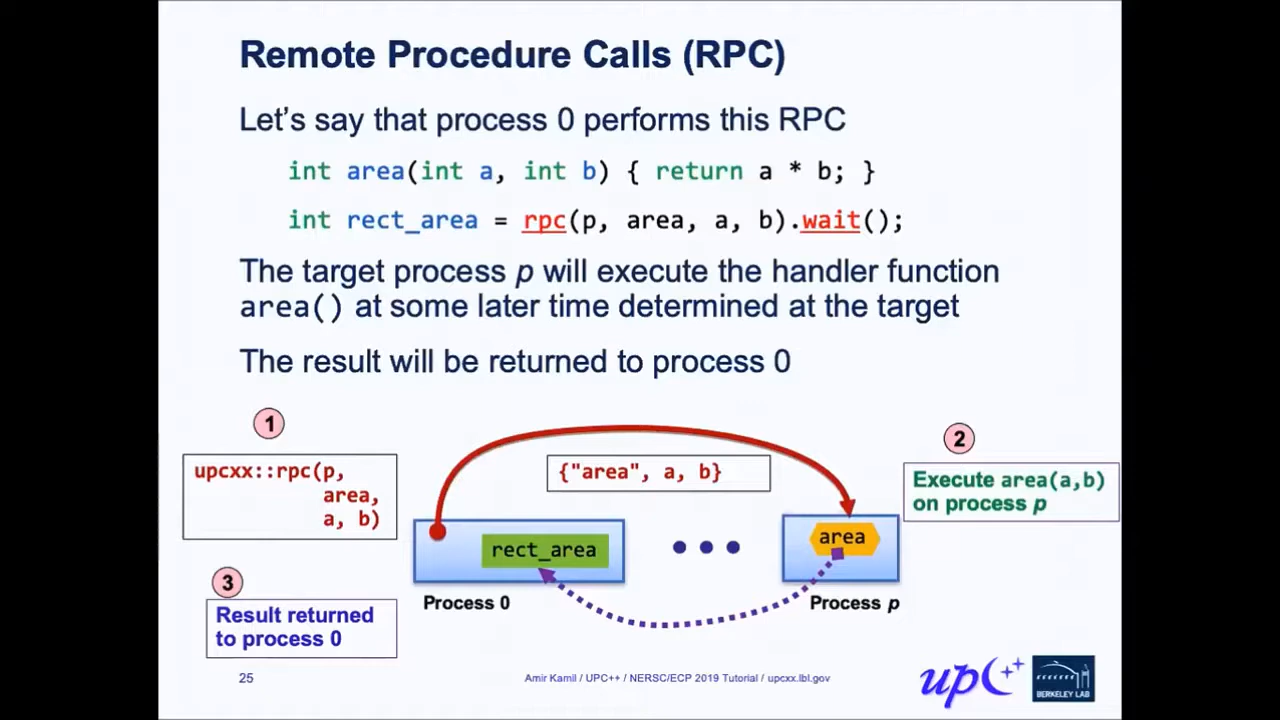 Remote Procedure Calls (RPC)
Let's say that process 0 performs this RPC
int area(int a, int b) { return a * b; }
int rect_area = rpc(p, area, a, b).wait();
The target process p will execute the handler function
area() at some later time determined at the target
The result will be returned to process 0
1
upcxx::rpc(p,
area,
a, b)
{"area", a, b}
2
Execute area(a,b)
on process p
rect_area
area
Process 0
Process p
3
Result returned
to process 0
25
Amir Kamil / UPC++ / NERSC/ECP 2019 Tutorial / upcxx.lbl.gov
upc++
BERKELEY LAB